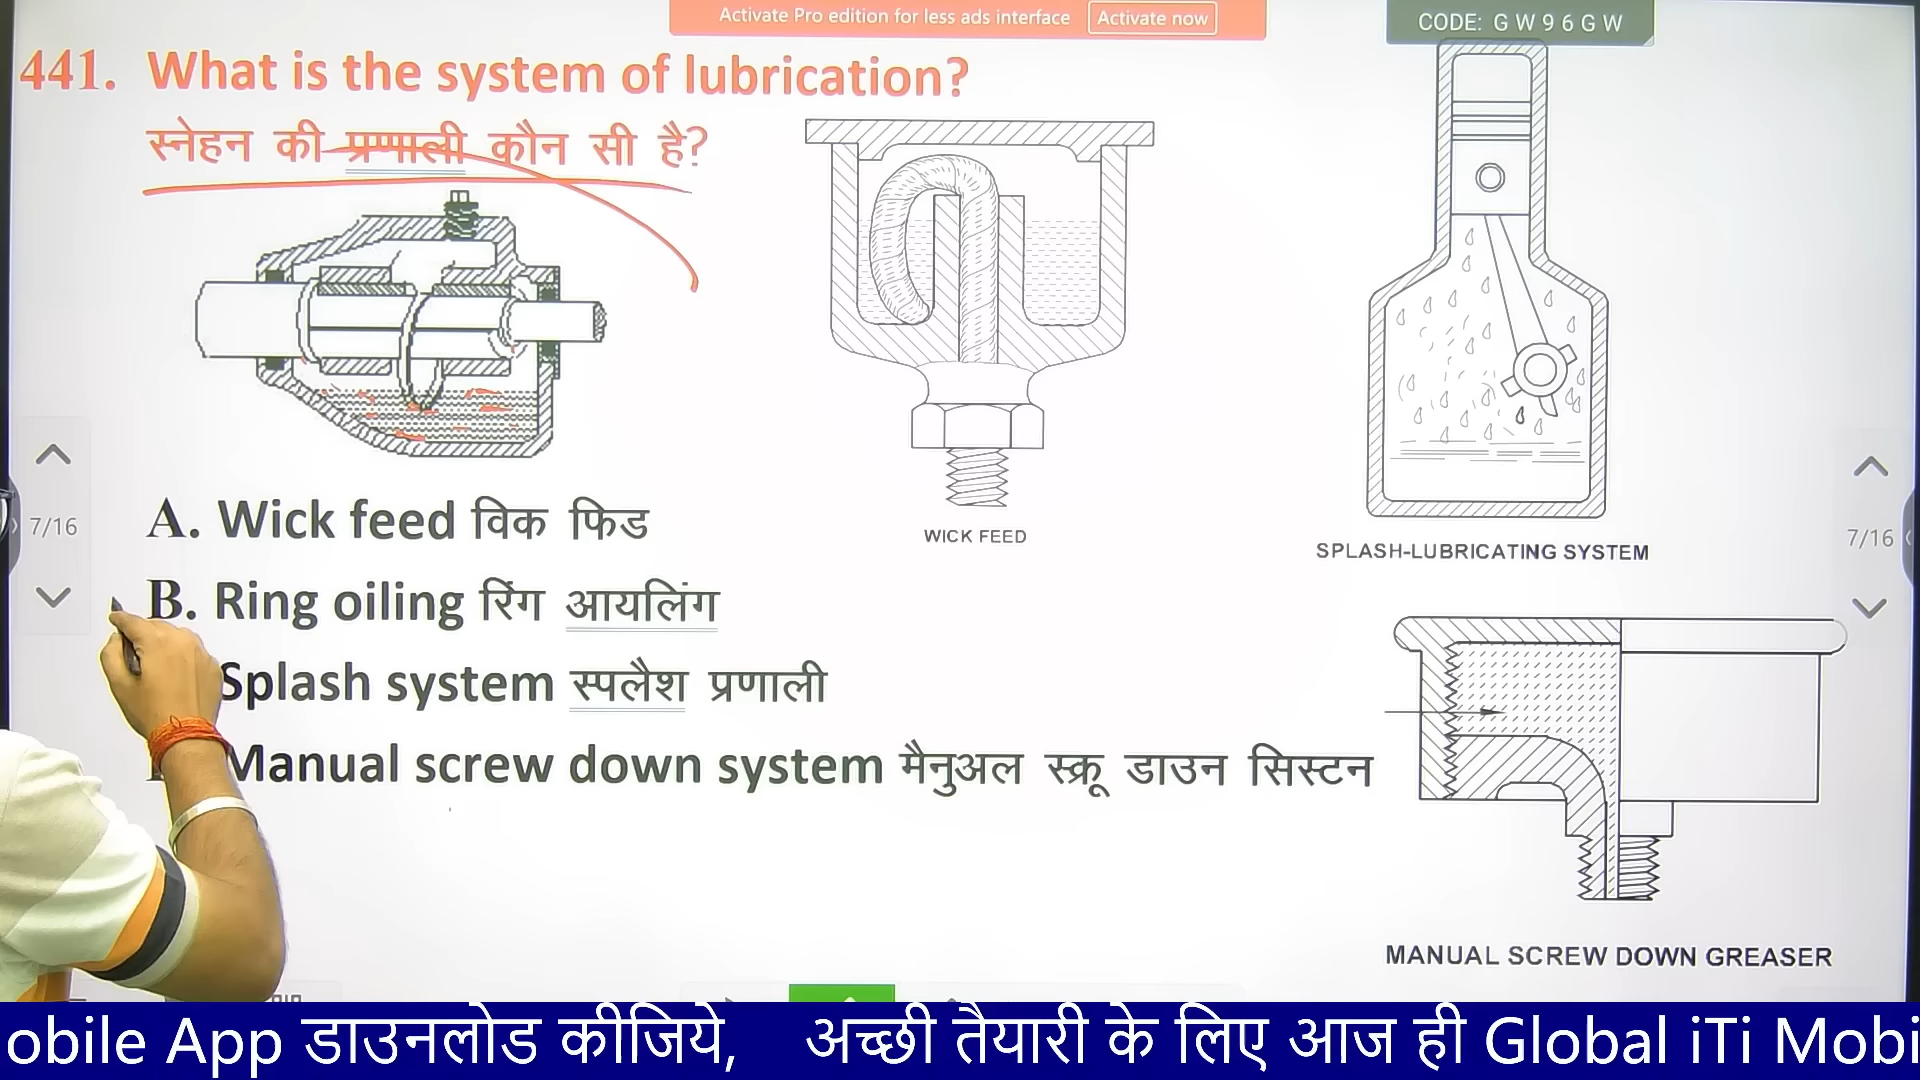 Activate Pro edition for less ads interface Activate now
CODE: G W 9 6 G W
441. What is the system of lubrication?
स्नेहन की प्रणाली कौन सी है?
A. Wick feed विक फिड
B. Ring oiling रिंग आयलिंग
Splash system स्पलैश प्रणाली
Manual screw down system मैनुअल स्क्रू डाउन सिस्टन
WICK FEED
SPLASH-LUBRICATING SYSTEM
MANUAL SCREW DOWN GREASER
7/16
7/16
obile App डाउनलोड कीजिये, अच्छी तैयारी के लिए आज ही Global iTi Mobi